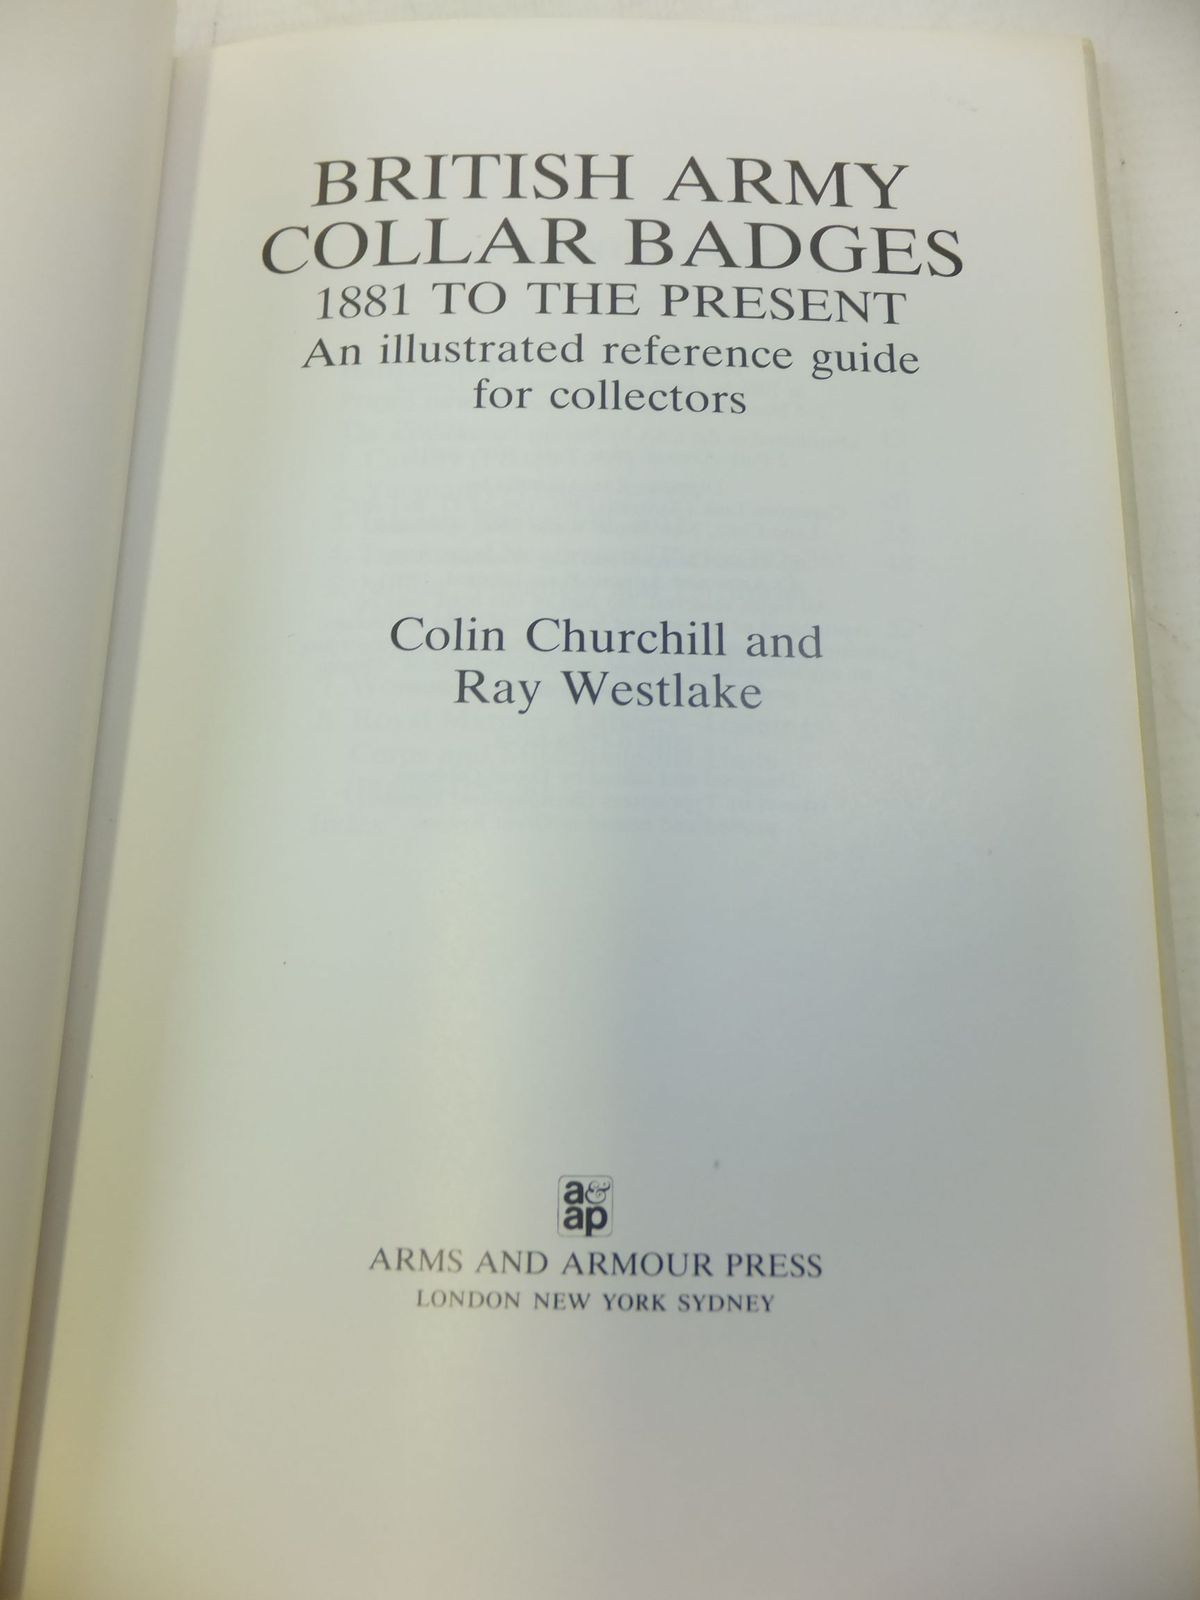 BRITISH ARMY
COLLAR BADGES
1881 TO THE PRESENT
An illustrated reference guide
for collectors
Colin Churchill and
Ray Westlake
a&
ap
ARMS AND ARMOUR PRESS
LONDON NEW YORK SYDNEY